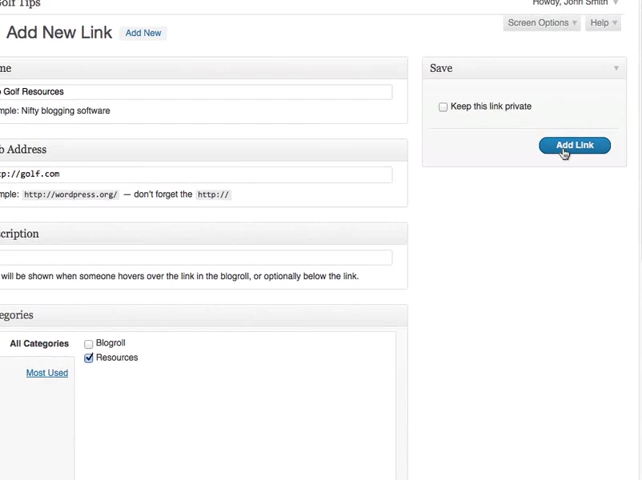 Golf Tips
Howdy, John Smith
Screen Options
Help
Add New Link
Add New
me
Golf Resources
mple: Nifty blogging software
b Address
tp://golf.com
mple: http://wordpress.org/ — don't forget the http://
scription
will be shown when someone hovers over the link in the blogroll, or optionally below the link.
egories
All Categories
Most Used
Blogroll
Resources
Save
Keep this link private
Add Link